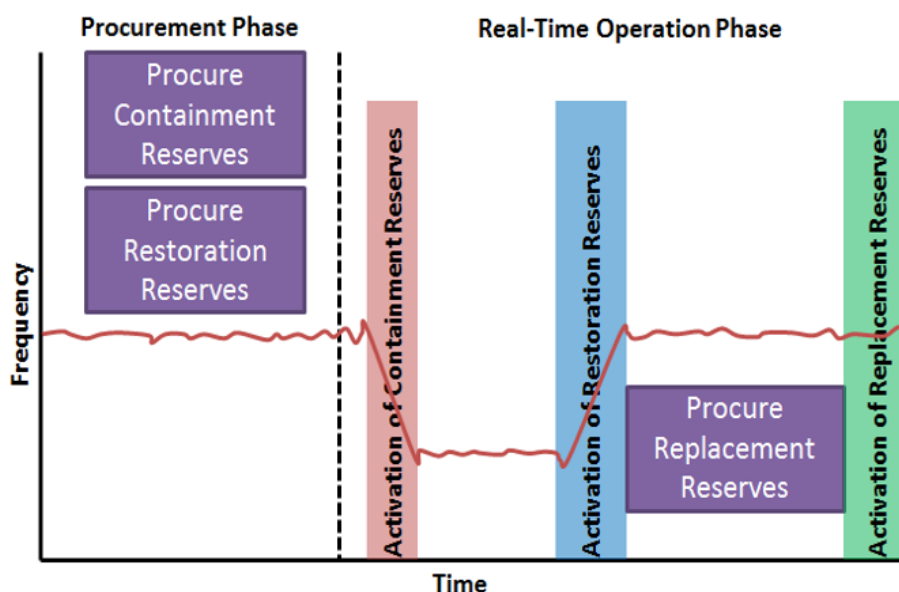 Procurement Phase
Real-Time Operation Phase
Procure
Containment
Reserves
Procure
Restoration
Reserves
Frequency
Activation of Containment Reserves
Activation of Restoration Reserves
Procure
Replacement
Reserves
Activation of Replacement Reserves
Time